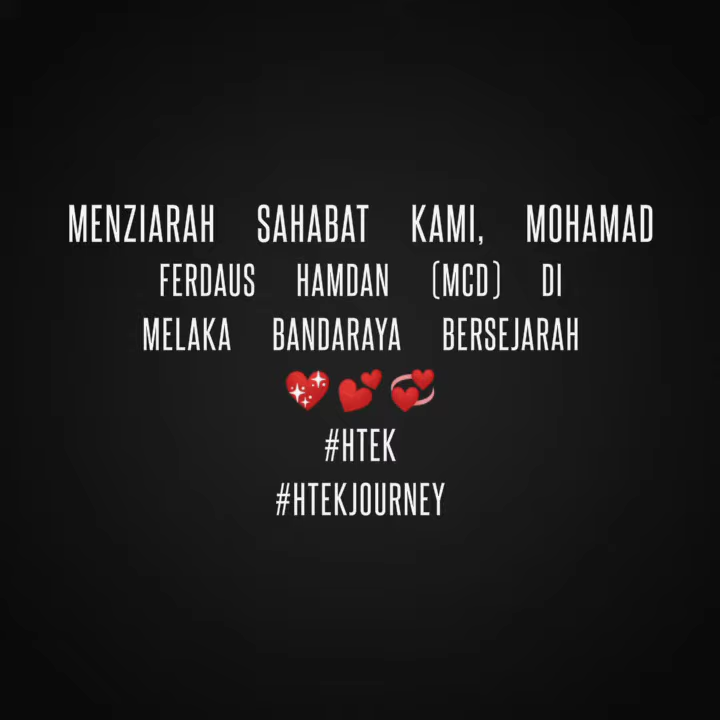 MENZIARAH SAHABAT KAMI, MOHAMAD
FERDAUS HAMDAN (MCD) DI
MELAKA BANDARAYA BERSEJARAH
💖💕💞
#HTEK
#HTEKJOURNEY